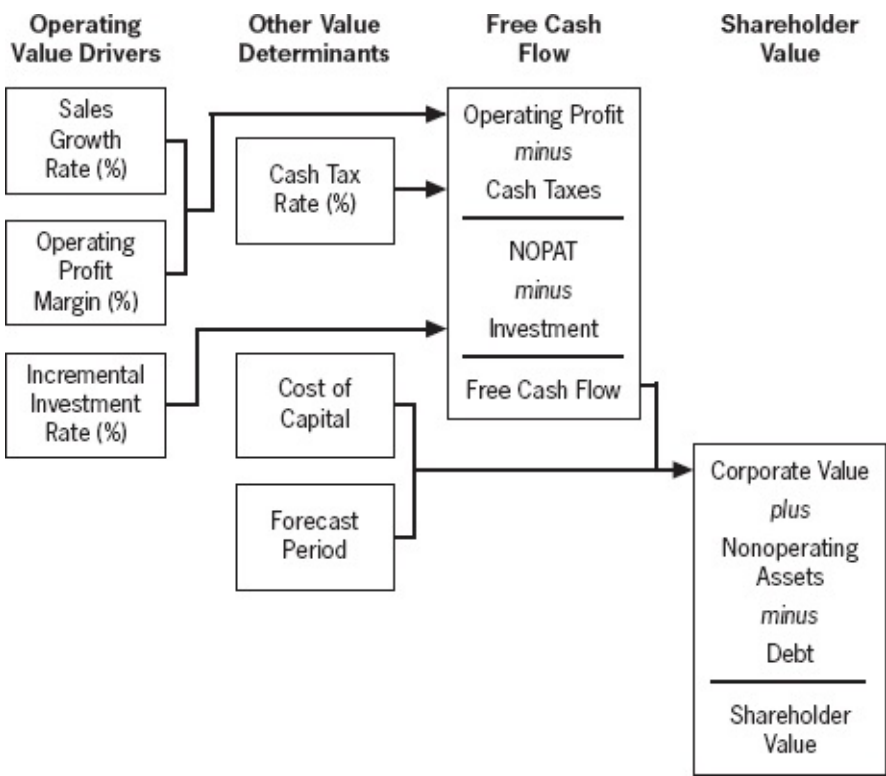 Operating
Value Drivers
Other Value
Determinants
Free Cash
Flow
Shareholder
Value
Sales
Growth
Rate (%)
Operating
Profit
Margin (%)
Incremental
Investment
Rate (%)
Cash Tax
Rate (%)
Cost of
Capital
Forecast
Period
Operating Profit
minus
Cash Taxes
NOPAT
minus
Investment
Free Cash Flow
Corporate Value
plus
Nonoperating
Assets
minus
Debt
Shareholder
Value